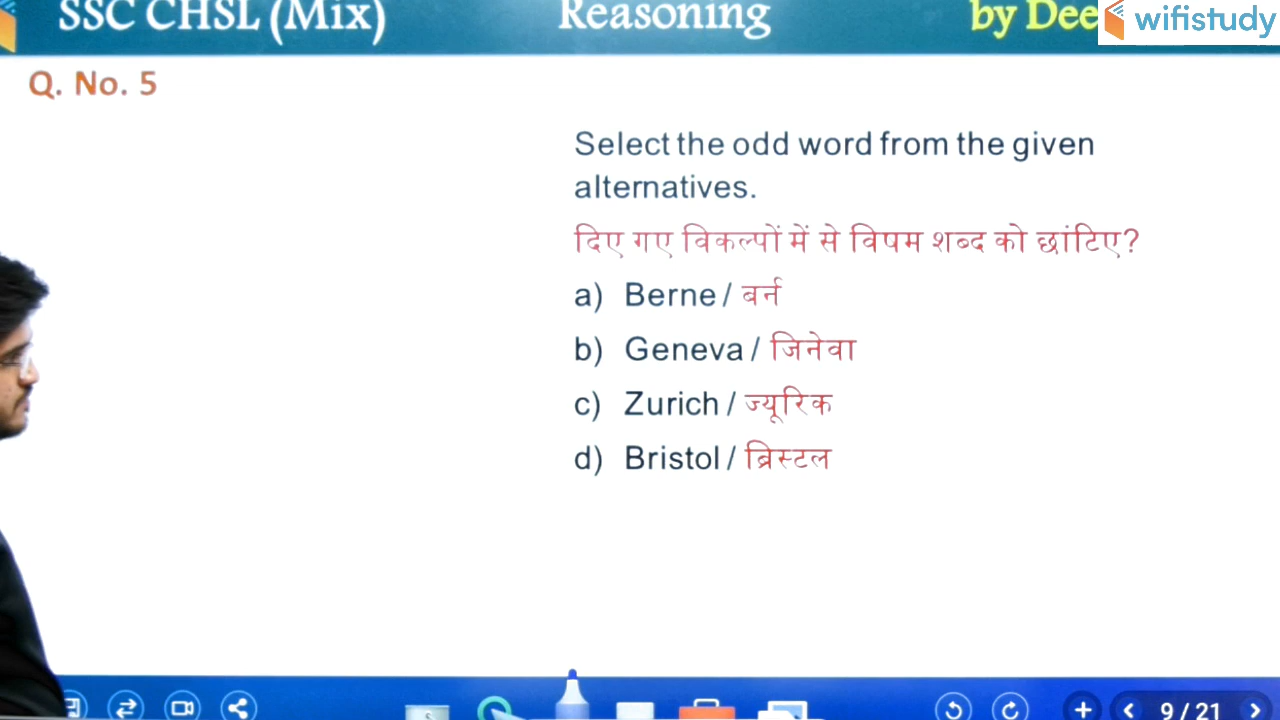 SSC CHSL (Mix) Reasoning by Dee
wifistudy
Q. No. 5
Select the odd word from the given
alternatives.
दिए गए विकल्पों में से विषम शब्द को छांटिए?
a) Berne / बर्न
b) Geneva / जिनेवा
c) Zurich / ज्यूरिक
d) Bristol / ब्रिस्टल
9 / 21